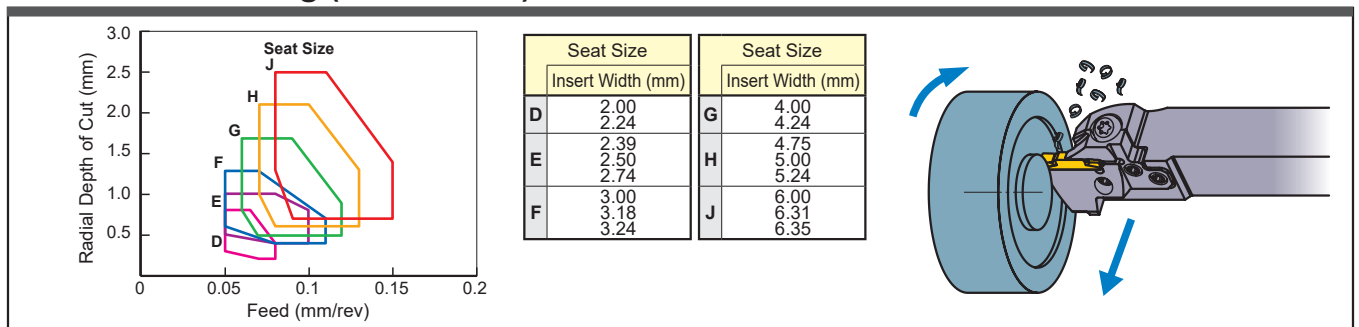 3.0
2.5
2.0
1.5
1.0
0.5
Radial Depth of Cut (mm)
Seat Size
J
H
G
F
E
D
0 0.05 0.1 0.15 0.2
Feed (mm/rev)
Seat Size
Insert Width (mm)
D
2.00
2.24
E
2.39
2.50
2.74
F
3.00
3.18
3.24
Seat Size
Insert Width (mm)
G
4.00
4.24
H
4.75
5.00
5.24
J
6.00
6.31
6.35